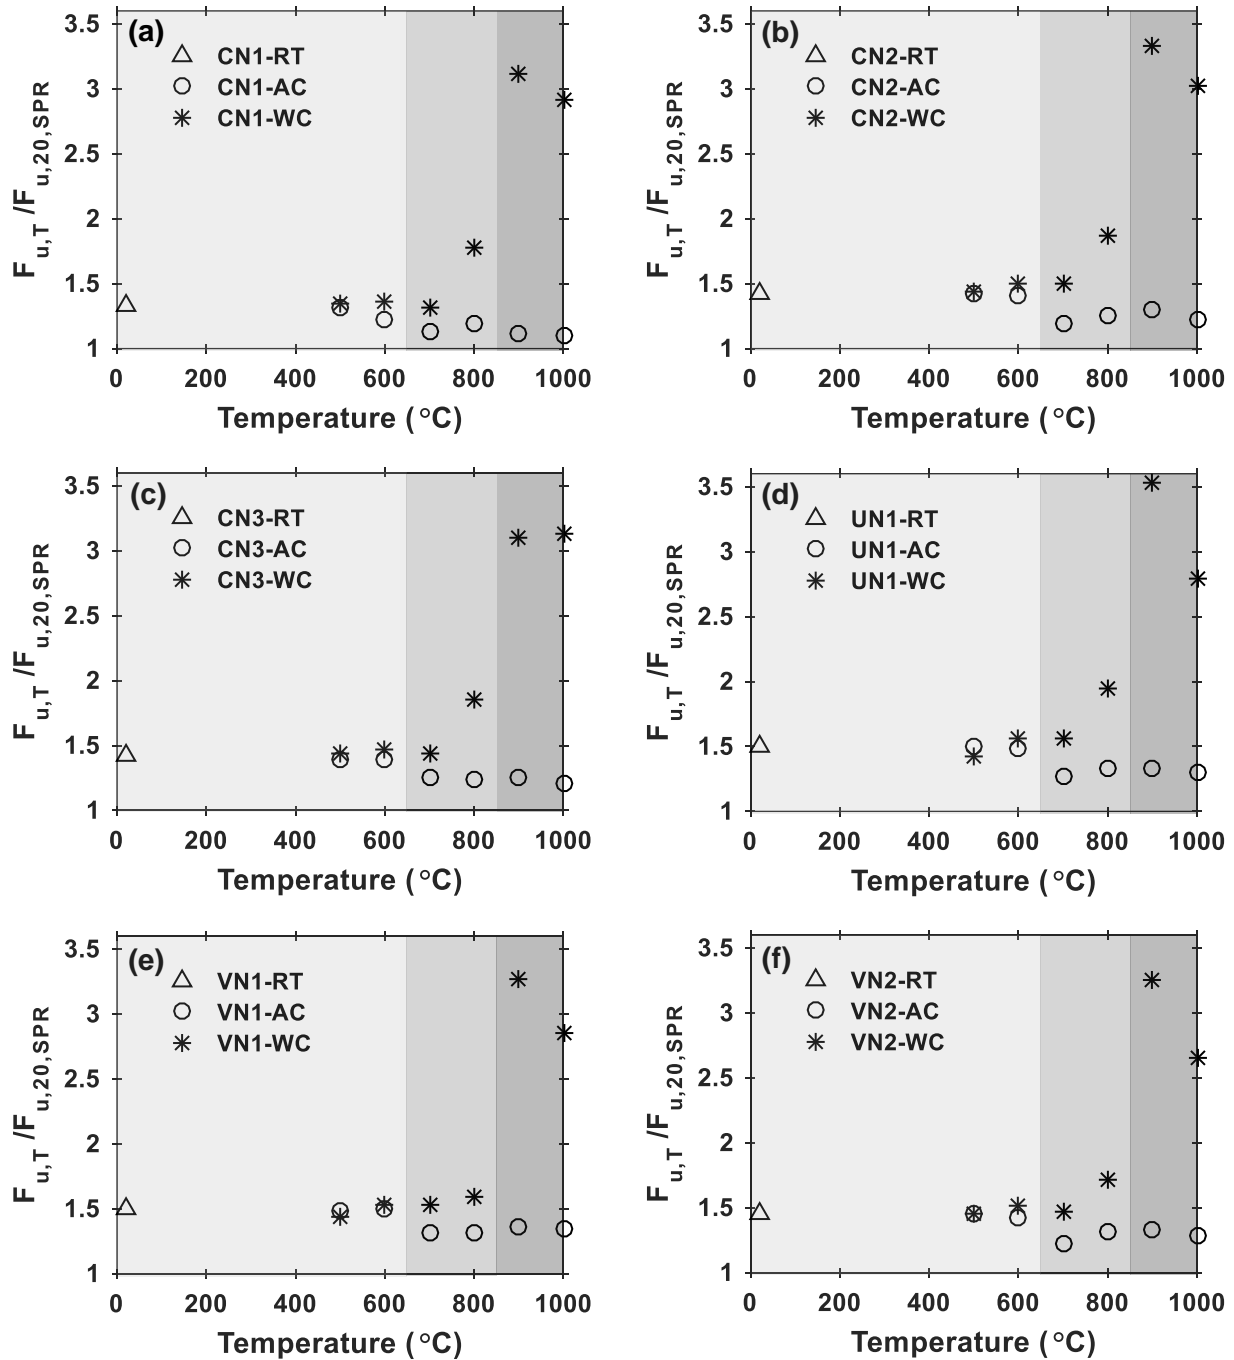 (a)
CN1-RT
CN1-AC
CN1-WC
3.5
3
2.5
2
1.5
1
F u,T /F u,20,SPR
0 200 400 600 800 1000
Temperature (°C)
(b)
CN2-RT
CN2-AC
CN2-WC
3.5
3
2.5
2
1.5
1
F u,T /F u,20,SPR
0 200 400 600 800 1000
Temperature (°C)
(c)
CN3-RT
CN3-AC
CN3-WC
3.5
3
2.5
2
1.5
1
F u,T /F u,20,SPR
0 200 400 600 800 1000
Temperature (°C)
(d)
UN1-RT
UN1-AC
UN1-WC
3.5
3
2.5
2
1.5
1
F u,T /F u,20,SPR
0 200 400 600 800 1000
Temperature (°C)
(e)
VN1-RT
VN1-AC
VN1-WC
3.5
3
2.5
2
1.5
1
F u,T /F u,20,SPR
0 200 400 600 800 1000
Temperature (°C)
(f)
VN2-RT
VN2-AC
VN2-WC
3.5
3
2.5
2
1.5
1
F u,T /F u,20,SPR
0 200 400 600 800 1000
Temperature (°C)